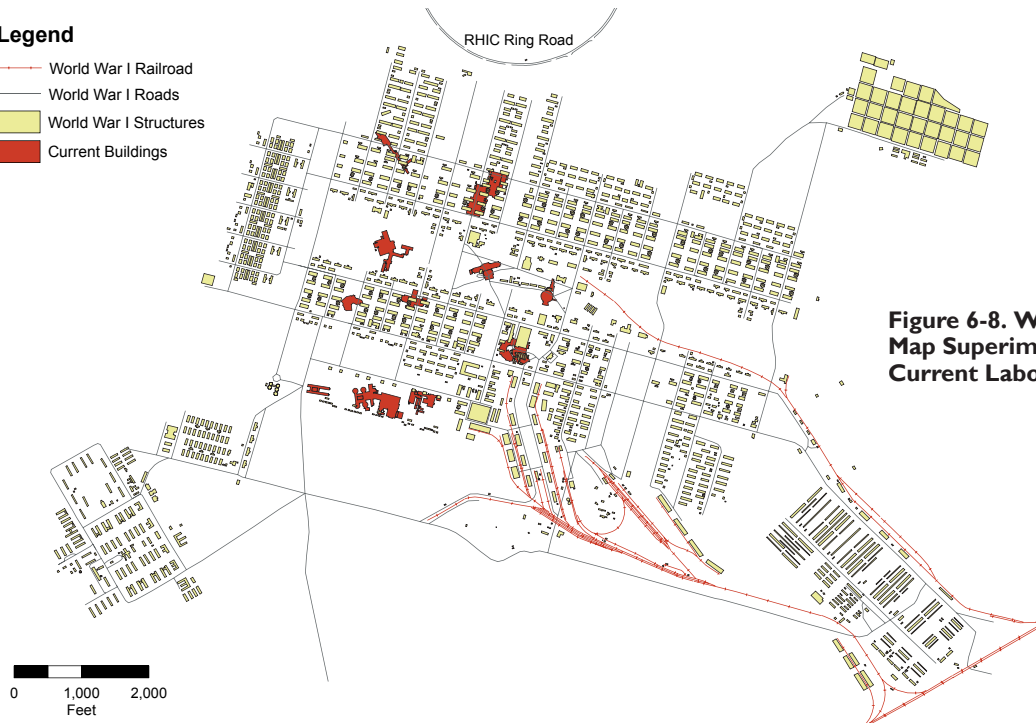 Legend
World War I Railroad
World War I Roads
World War I Structures
Current Buildings
RHIC Ring Road
Figure 6-8. W
Map Superim
Current Labo
0 1,000 2,000
Feet